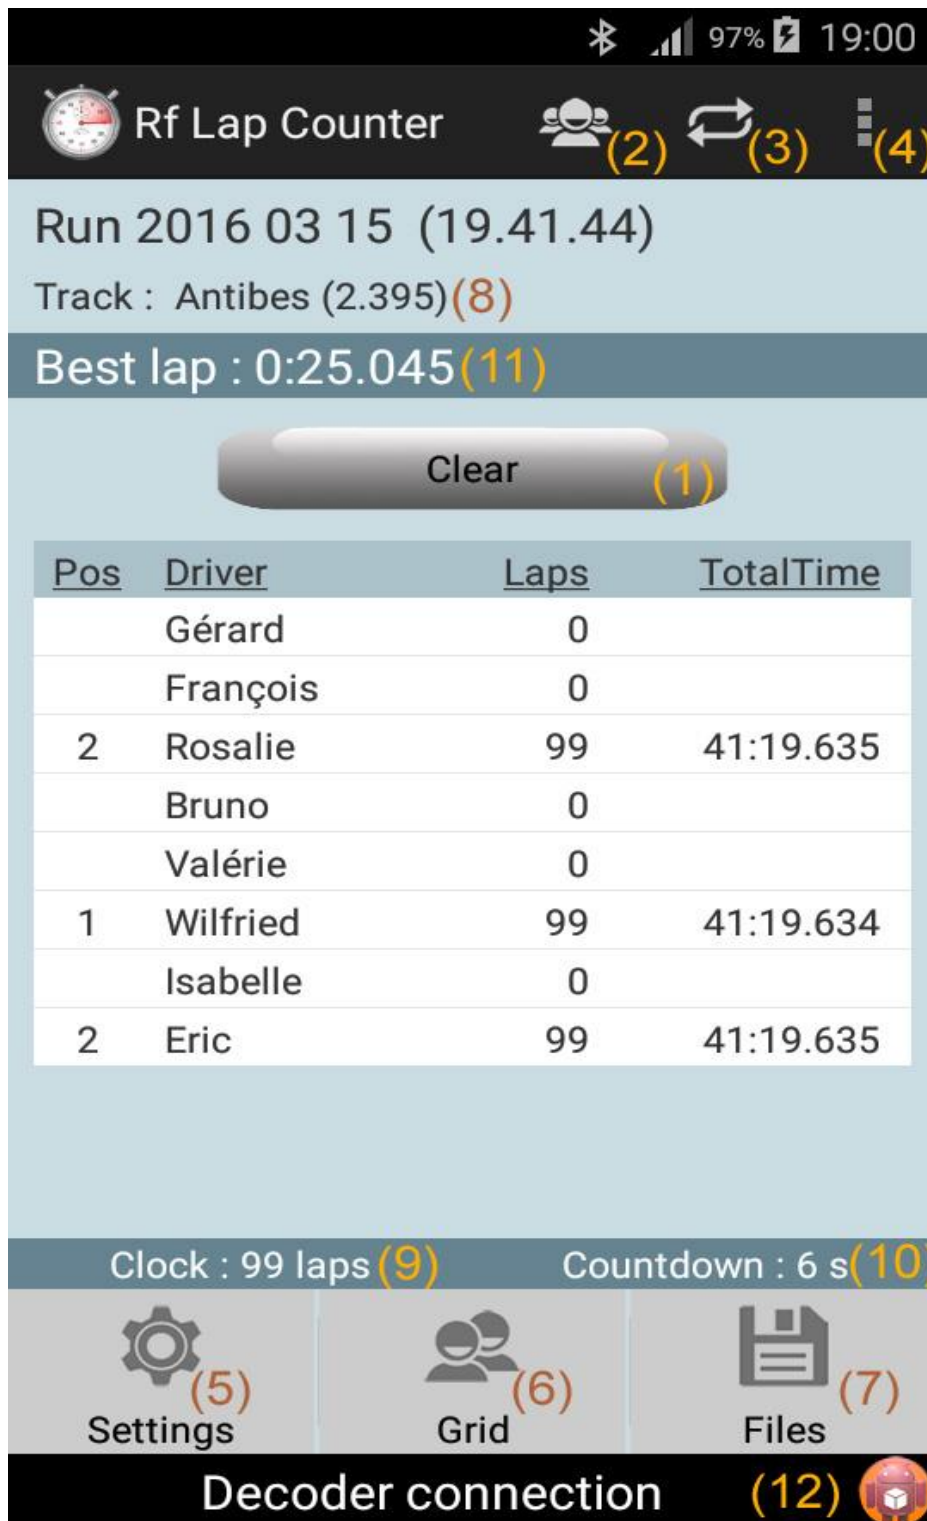 97% 19:00
Rf Lap Counter (2) (3) (4)
Run 2016 03 15 (19.41.44)
Track : Antibes (2.395)(8)
Best lap : 0:25.045(11)
Clear (1)
Pos Driver Laps TotalTime
Gérard 0
François 0
2 Rosalie 99 41:19.635
Bruno 0
Valérie 0
1 Wilfried 99 41:19.634
Isabelle 0
2 Eric 99 41:19.635
Clock : 99 laps (9) Countdown : 6 s(10)
(5) (6) (7)
Settings Grid Files
Decoder connection (12)